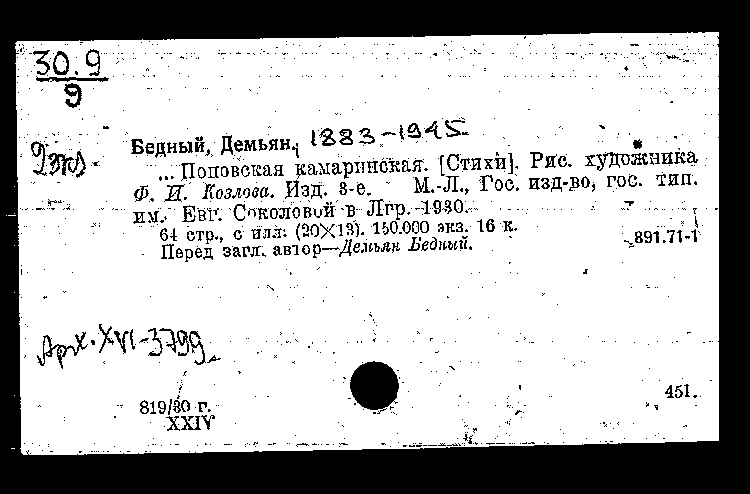 30.9
9
2экз
Бедный, Демьян, 1883-1945
... Поповская камаринская. [Стихи]. Рис. художника
Ф. И. Козлова. Изд. 3-е. М.-Л., Гос. изд-во, гос. тип.
им. Евг. Соколовой в Лгр. 1930.
64 стр., с илл. (20×13). 150.000 экз. 16 к.
Перед загл. автор—Демьян Бедный.
891.71-1
Арх. XVI-3799
819/30 г.
XXIV
451.